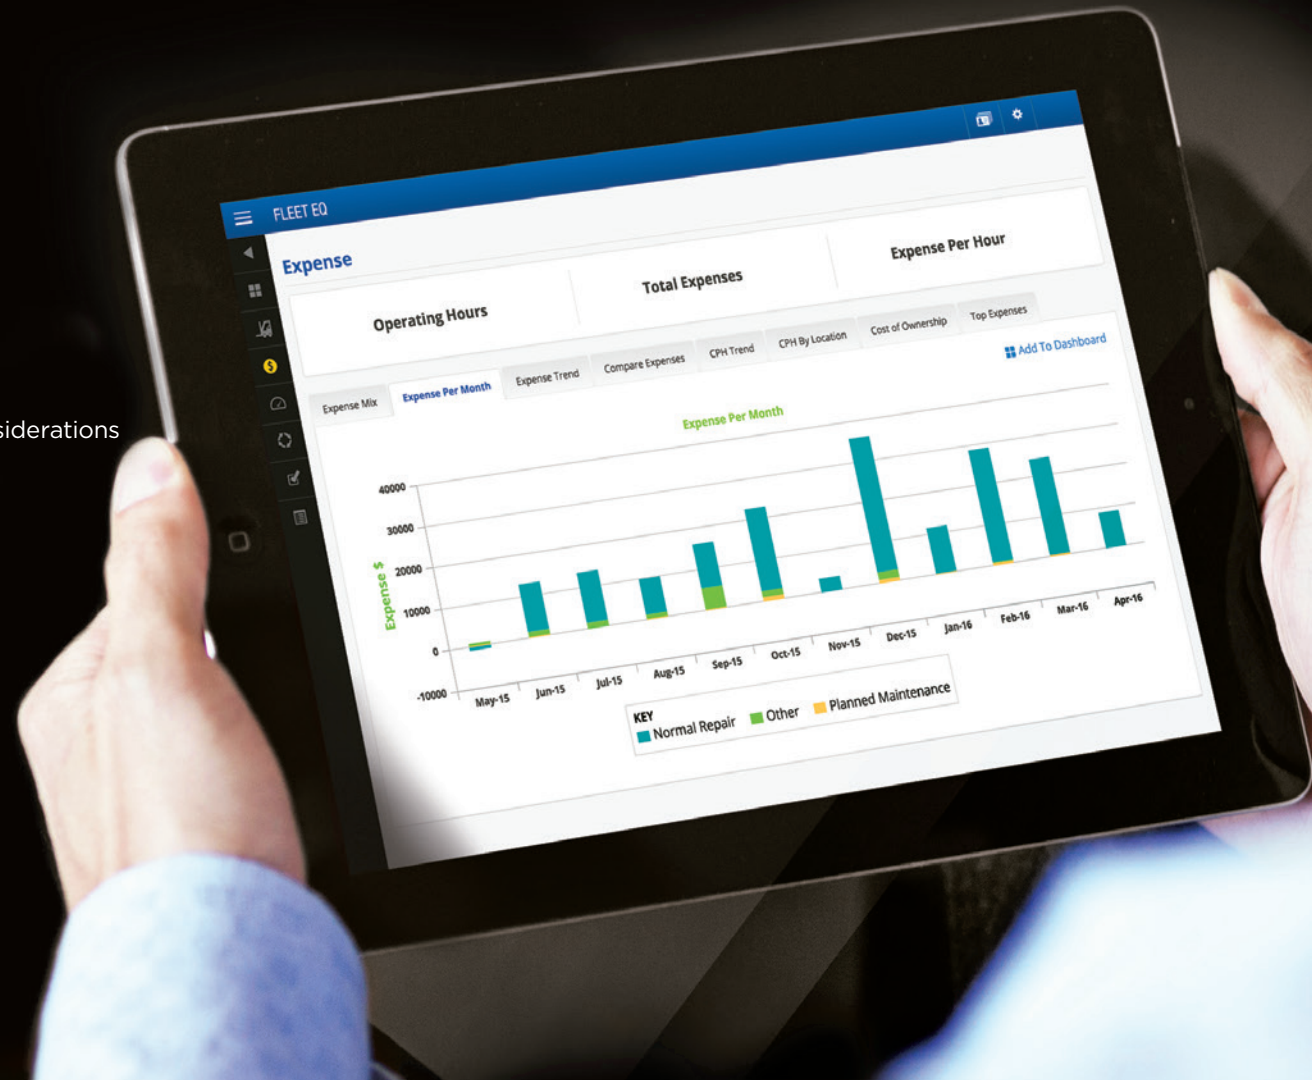 FLEET EQ
Expense
Operating Hours
Total Expenses
Expense Per Hour
Expense Mix
Expense Per Month
Expense Trend
Compare Expenses
CPH Trend
CPH By Location
Cost of Ownership
Top Expenses
Add To Dashboard
siderations
Expense Per Month
40000
30000
20000
10000
0
-10000
Expense $
May-15
Jun-15
Jul-15
Aug-15
Sep-15
Oct-15
Nov-15
Dec-15
Jan-16
Feb-16
Mar-16
Apr-16
KEY
Normal Repair
Other
Planned Maintenance